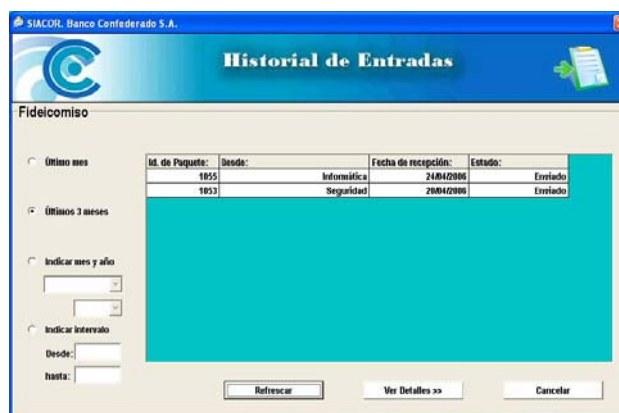 SIACOR. Banco Confederado S.A.
Historial de Entradas
Fideicomiso
Último mes
Últimos 3 meses
Indicar mes y año
Indicar intervalo
Desde:
hasta:
Id. de Paquete: Desde: Fecha de recepción: Estado:
1055 Informática 24/04/2006 Enviado
1053 Seguridad 20/04/2006 Enviado
Refrescar Ver Detalles >> Cancelar